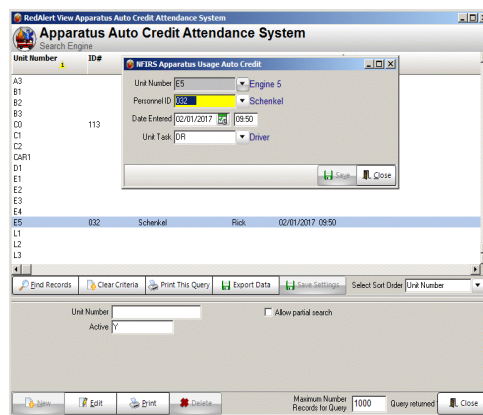 RedAlert View Apparatus Auto Credit Attendance System
Apparatus Auto Credit Attendance System
Search Engine
Unit Number 1 ID#
NFIRS Apparatus Usage Auto Credit
Unit Number E5 Engine 5
Personnel ID 032 Schenkel
Date Entered 02/01/2017 09:50
Unit Task DR Driver
Save Close
A3
B1
B2
B3
C0 113
C1
C2
CAR1
D1
E1
E2
E3
E4
E5 032 Schenkel Rick 02/01/2017 09:50
L1
L2
L3
Find Records Clear Criteria Print This Query Export Data Save Settings Select Sort Order Unit Number
Unit Number Allow partial search
Active Y
New Edit Print Delete Maximum Number Records for Query 1000 Query returned Close